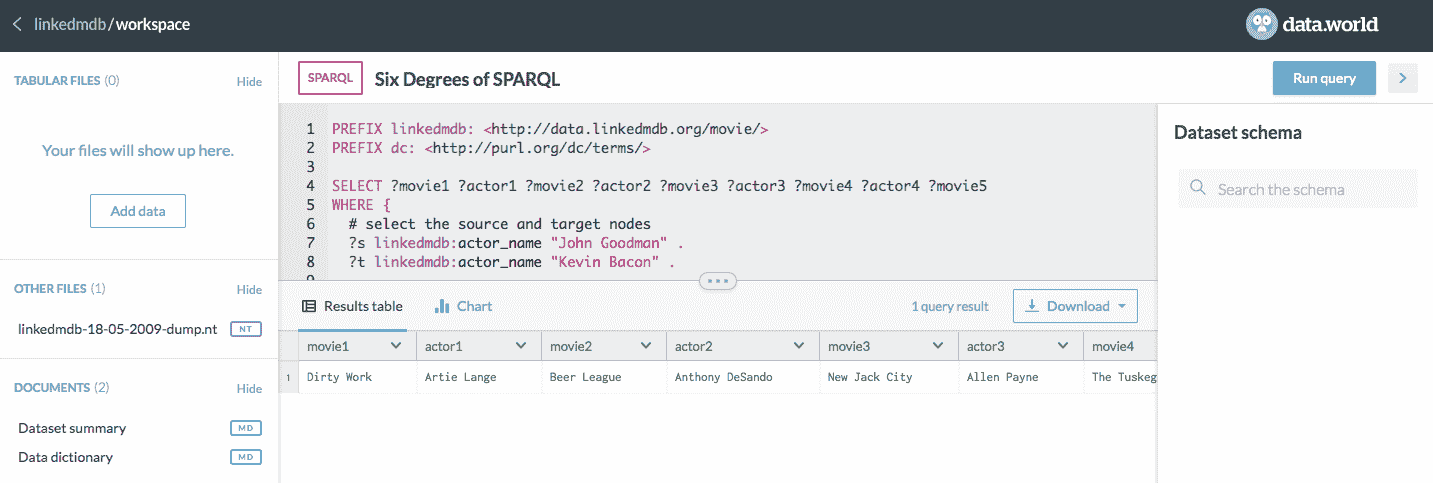 linkedmdb/workspace
data.world
TABULAR FILES (0) Hide
Your files will show up here.
Add data
OTHER FILES (1) Hide
linkedmdb-18-05-2009-dump.nt NT
DOCUMENTS (2) Hide
Dataset summary MD
Data dictionary MD
SPARQL Six Degrees of SPARQL
Run query
1 PREFIX linkedmdb: <http://data.linkedmdb.org/movie/>
2 PREFIX dc: <http://purl.org/dc/terms/>
3
4 SELECT ?movie1 ?actor1 ?movie2 ?actor2 ?movie3 ?actor3 ?movie4 ?actor4 ?movie5
5 WHERE {
6 # select the source and target nodes
7 ?s linkedmdb:actor_name "John Goodman" .
8 ?t linkedmdb:actor_name "Kevin Bacon" .
Results table Chart 1 query result Download
movie1 actor1 movie2 actor2 movie3 actor3 movie4
1 Dirty Work Artie Lange Beer League Anthony DeSando New Jack City Allen Payne The Tuskeg
Dataset schema
Search the schema